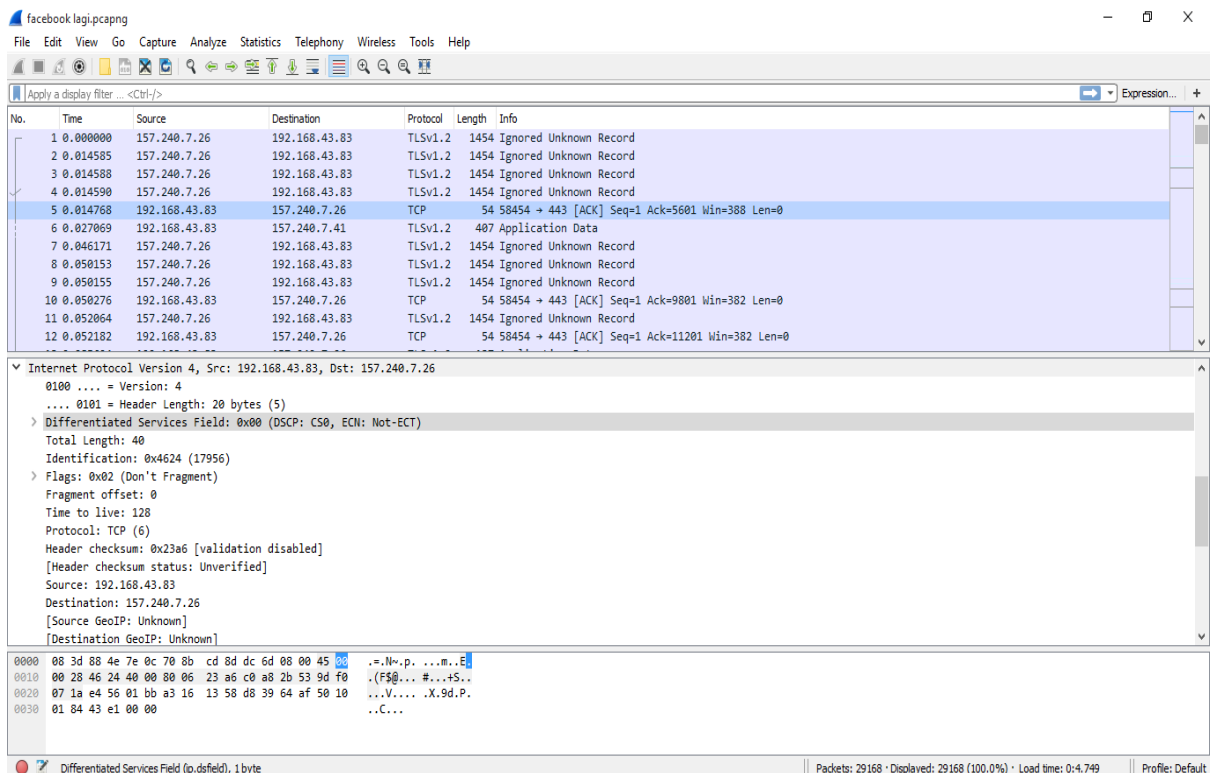 facebook lagi.pcapng
File Edit View Go Capture Analyze Statistics Telephony Wireless Tools Help
Apply a display filter ... <Ctrl-/> Expression... +
No. Time Source Destination Protocol Length Info
1 0.000000 157.240.7.26 192.168.43.83 TLSv1.2 1454 Ignored Unknown Record
2 0.014585 157.240.7.26 192.168.43.83 TLSv1.2 1454 Ignored Unknown Record
3 0.014588 157.240.7.26 192.168.43.83 TLSv1.2 1454 Ignored Unknown Record
4 0.014590 157.240.7.26 192.168.43.83 TLSv1.2 1454 Ignored Unknown Record
5 0.014768 192.168.43.83 157.240.7.26 TCP 54 58454 → 443 [ACK] Seq=1 Ack=5601 Win=388 Len=0
6 0.027069 192.168.43.83 157.240.7.41 TLSv1.2 407 Application Data
7 0.046171 157.240.7.26 192.168.43.83 TLSv1.2 1454 Ignored Unknown Record
8 0.050153 157.240.7.26 192.168.43.83 TLSv1.2 1454 Ignored Unknown Record
9 0.050155 157.240.7.26 192.168.43.83 TLSv1.2 1454 Ignored Unknown Record
10 0.050276 192.168.43.83 157.240.7.26 TCP 54 58454 → 443 [ACK] Seq=1 Ack=9801 Win=382 Len=0
11 0.052064 157.240.7.26 192.168.43.83 TLSv1.2 1454 Ignored Unknown Record
12 0.052182 192.168.43.83 157.240.7.26 TCP 54 58454 → 443 [ACK] Seq=1 Ack=11201 Win=382 Len=0
Internet Protocol Version 4, Src: 192.168.43.83, Dst: 157.240.7.26
0100 .... = Version: 4
.... 0101 = Header Length: 20 bytes (5)
Differentiated Services Field: 0x00 (DSCP: CS0, ECN: Not-ECT)
Total Length: 40
Identification: 0x4624 (17956)
Flags: 0x02 (Don't Fragment)
Fragment offset: 0
Time to live: 128
Protocol: TCP (6)
Header checksum: 0x23a6 [validation disabled]
[Header checksum status: Unverified]
Source: 192.168.43.83
Destination: 157.240.7.26
[Source GeoIP: Unknown]
[Destination GeoIP: Unknown]
0000 08 3d 88 4e 7e 0c 70 8b cd 8d dc 6d 08 00 45 00 .=.N~.p. ...m..E.
0010 00 28 46 24 40 00 80 06 23 a6 c0 a8 2b 53 9d f0 .(F$@... #...+S..
0020 07 1a e4 56 01 bb a3 16 13 58 d8 39 64 af 50 10 ...V.... .X.9d.P.
0030 01 84 43 e1 00 00 ..C...
Differentiated Services Field (ip.dsfield), 1 byte Packets: 29168 · Displayed: 29168 (100.0%) · Load time: 0:4.749 Profile: Default